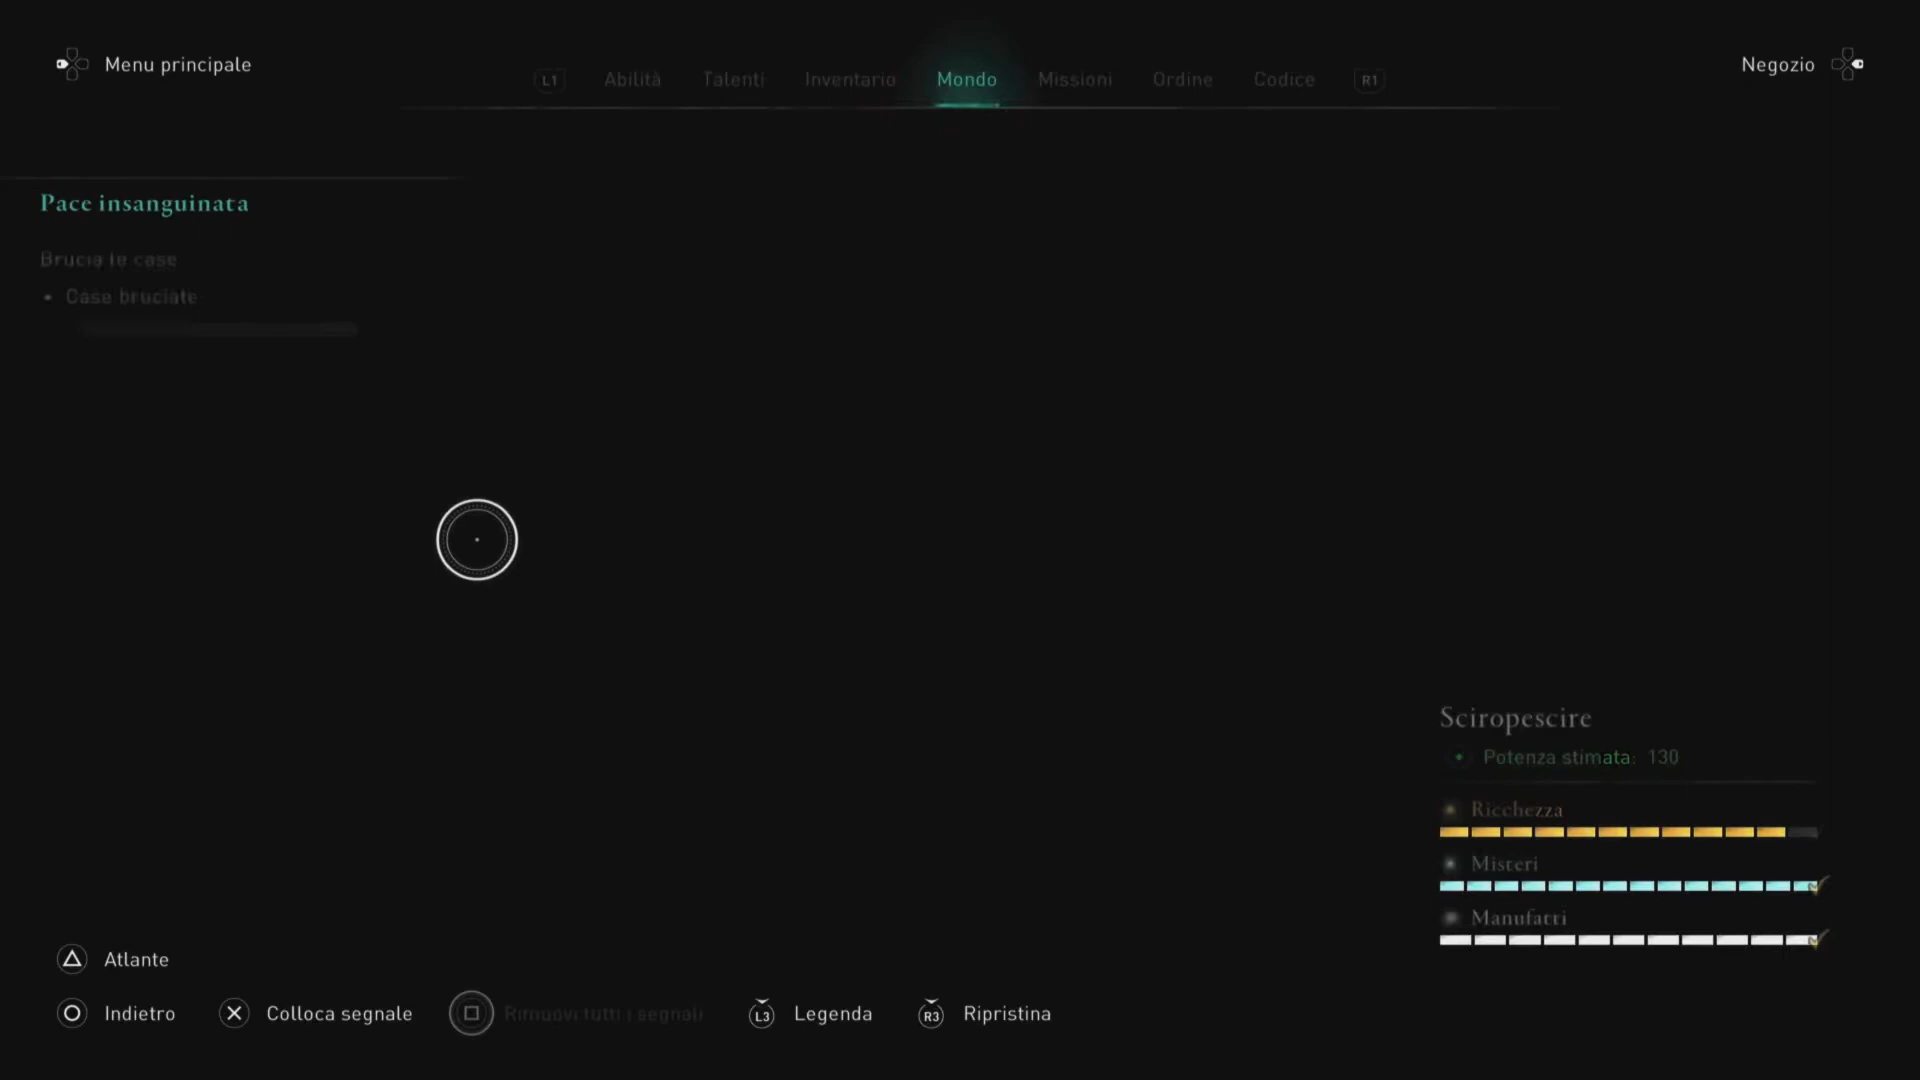 Menu principale
L1 Abilità Talenti Inventario Mondo Missioni Ordine Codice R1
Negozio
Pace insanguinata
Brucia le case
• Case bruciate
Sciropescire
Potenza stimata: 130
Ricchezza
Misteri
Manufatti
Atlante
Indietro Colloca segnale Rimuovi tutti i segnali L3 Legenda R3 Ripristina